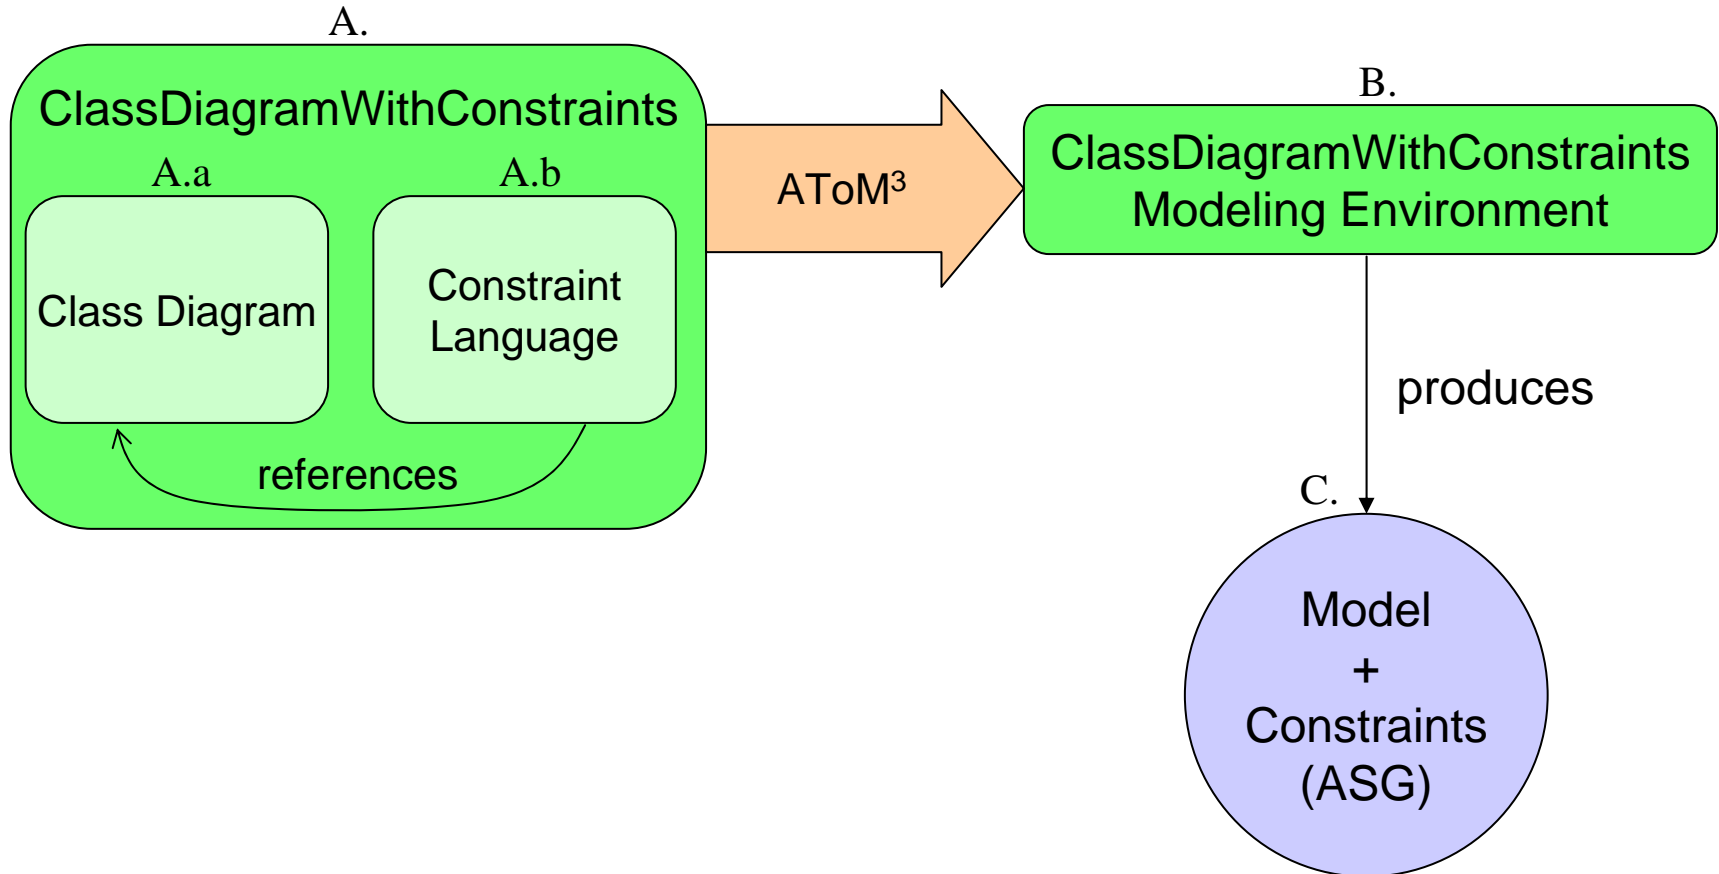 A.
ClassDiagramWithConstraints
A.a
A.b
Class Diagram
Constraint
Language
references
AToM³
B.
ClassDiagramWithConstraints
Modeling Environment
produces
C.
Model
+
Constraints
(ASG)